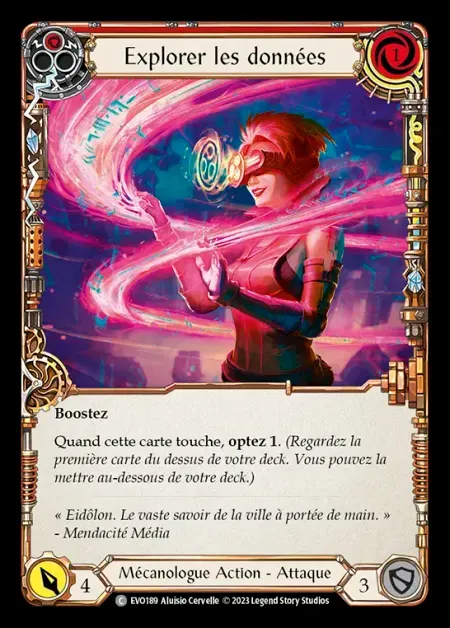 Explorer les données
1
Boostez
Quand cette carte touche, optez 1. (Regardez la
première carte du dessus de votre deck. Vous pouvez la
mettre au-dessous de votre deck.)
« Eidôlon. Le vaste savoir de la ville à portée de main. »
- Mendacité Média
4
Mécanologue Action - Attaque
3
C EVO189 Aluisio Cervelle © 2023 Legend Story Studios